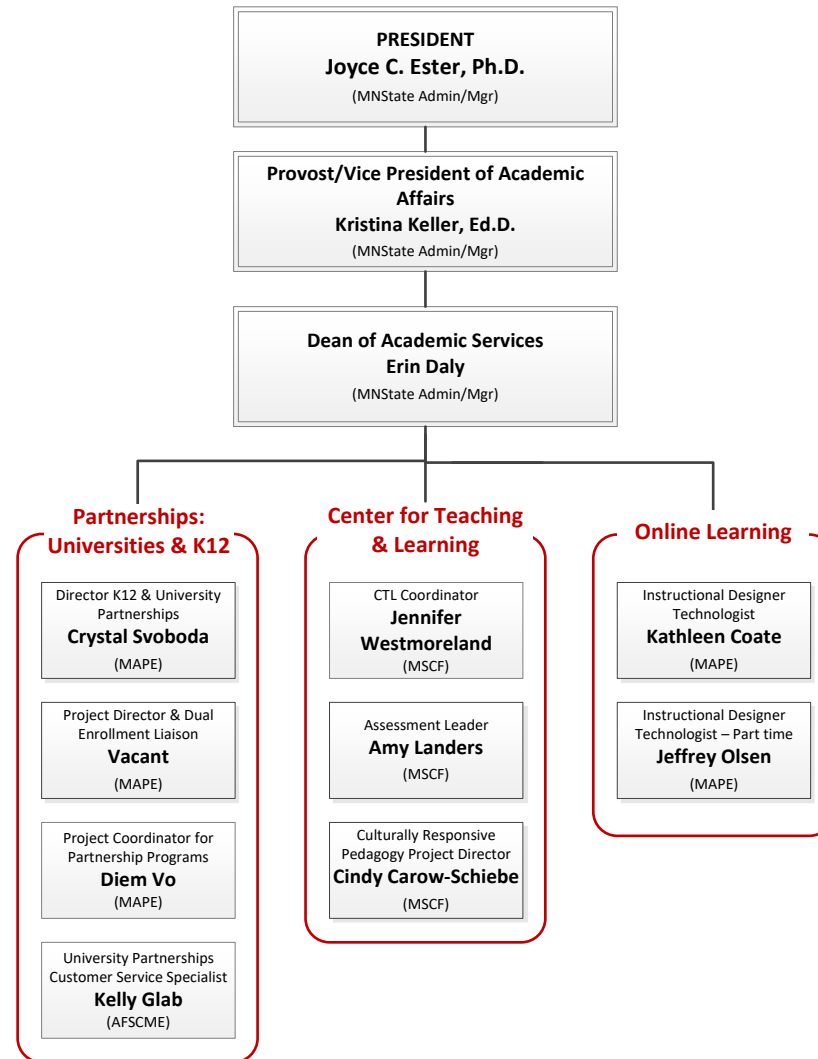 PRESIDENT
Joyce C. Ester, Ph.D.
(MNState Admin/Mgr)
Provost/Vice President of Academic
Affairs
Kristina Keller, Ed.D.
(MNState Admin/Mgr)
Dean of Academic Services
Erin Daly
(MNState Admin/Mgr)
Partnerships:
Universities & K12
Director K12 & University
Partnerships
Crystal Svoboda
(MAPE)
Project Director & Dual
Enrollment Liaison
Vacant
(MAPE)
Project Coordinator for
Partnership Programs
Diem Vo
(MAPE)
University Partnerships
Customer Service Specialist
Kelly Glab
(AFSCME)
Center for Teaching
& Learning
CTL Coordinator
Jennifer
Westmoreland
(MSCF)
Assessment Leader
Amy Landers
(MSCF)
Culturally Responsive
Pedagogy Project Director
Cindy Carow-Schiebe
(MSCF)
Online Learning
Instructional Designer
Technologist
Kathleen Coate
(MAPE)
Instructional Designer
Technologist – Part time
Jeffrey Olsen
(MAPE)